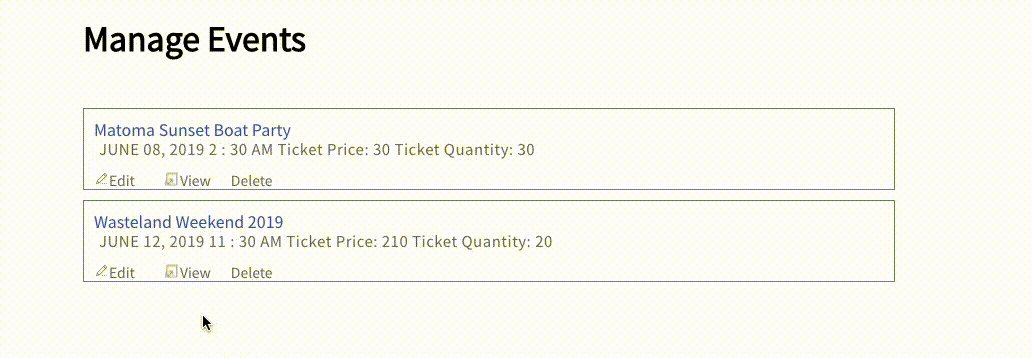 Manage Events
Matoma Sunset Boat Party
JUNE 08, 2019 2 : 30 AM Ticket Price: 30 Ticket Quantity: 30
Edit View Delete
Wasteland Weekend 2019
JUNE 12, 2019 11 : 30 AM Ticket Price: 210 Ticket Quantity: 20
Edit View Delete